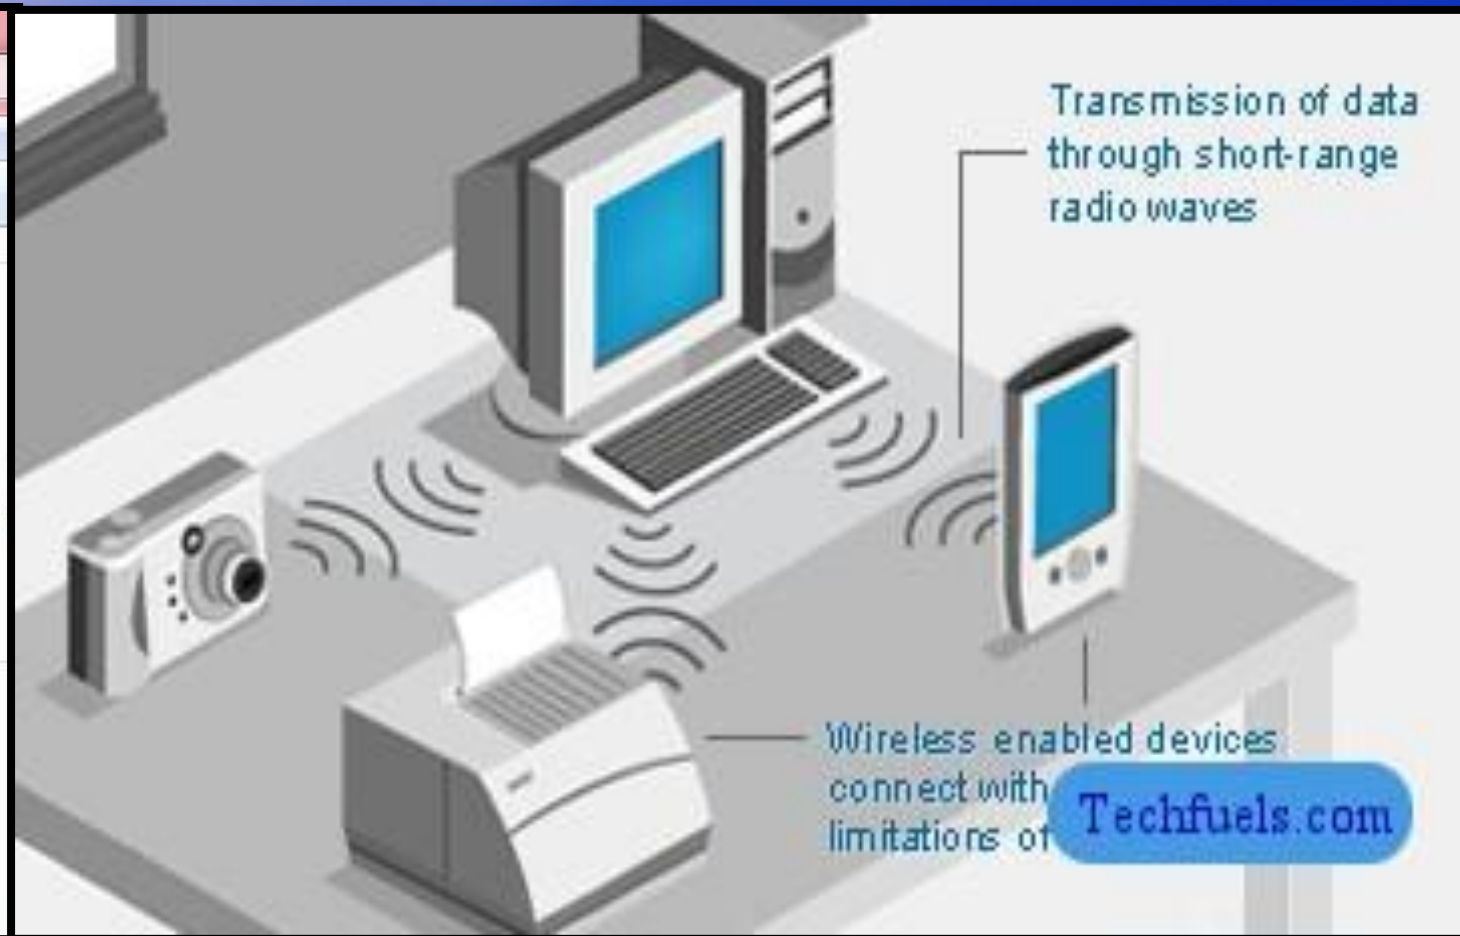 Transmission of data
through short-range
radio waves
Wireless enabled devices
connect with
limitations of
Techfuels.com